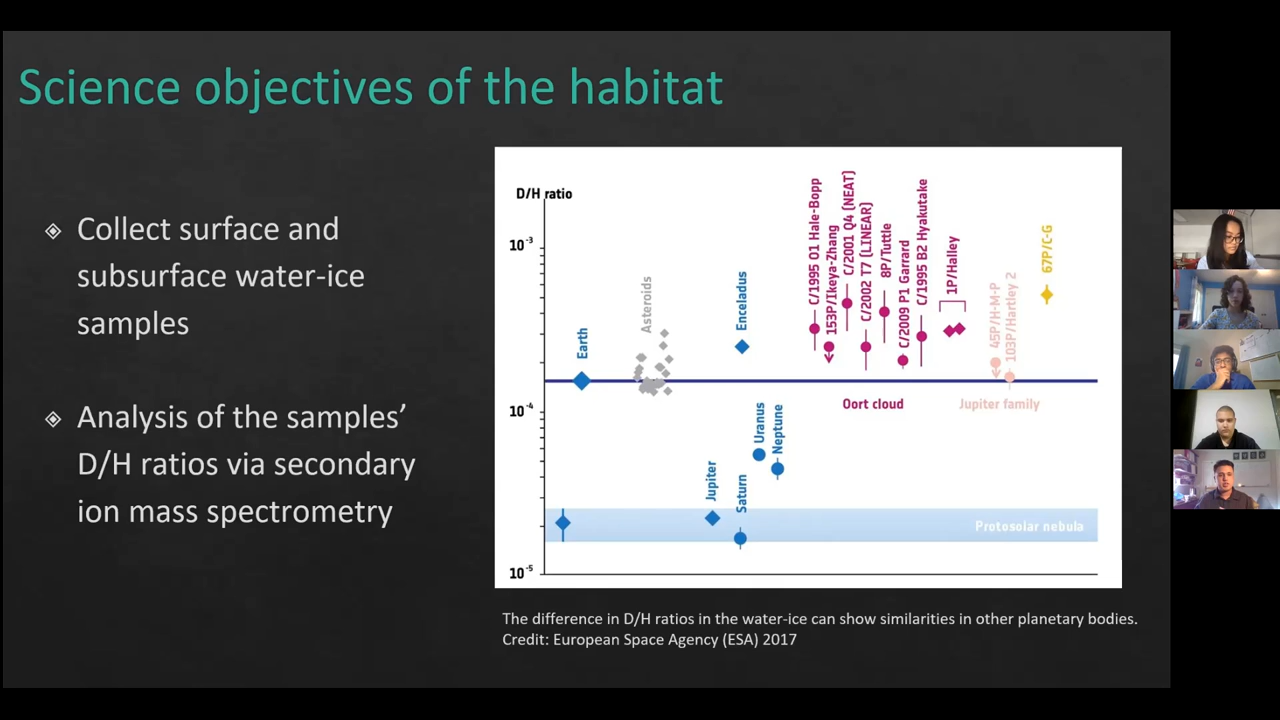 Science objectives of the habitat
Collect surface and
subsurface water-ice
samples
Analysis of the samples’
D/H ratios via secondary
ion mass spectrometry
D/H ratio
10-3
10-4
10-5
Earth
Asteroids
Enceladus
Jupiter
Saturn
Uranus
Neptune
C/1995 O1 Hale-Bopp
153P/Ikeya-Zhang
C/2001 Q4 (NEAT)
C/2002 T7 (LINEAR)
8P/Tuttle
C/2009 P1 Garrard
C/1995 B2 Hyakutake
1P/Halley
45P/H-M-P
103P/Hartley 2
67P/C-G
Oort cloud
Jupiter family
Protosolar nebula
The difference in D/H ratios in the water-ice can show similarities in other planetary bodies.
Credit: European Space Agency (ESA) 2017